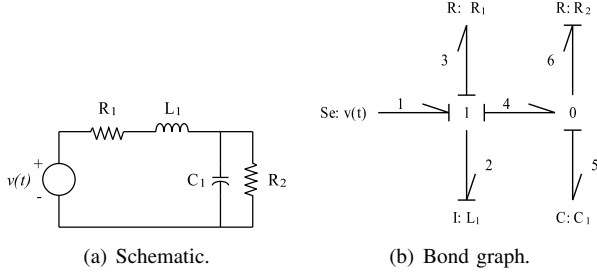 R₁
L₁
+
v(t)
-
C₁
R₂
(a) Schematic.
R: R₁
R: R₂
3
6
Se: v(t)
1
1
4
0
2
5
I: L₁
C: C₁
(b) Bond graph.